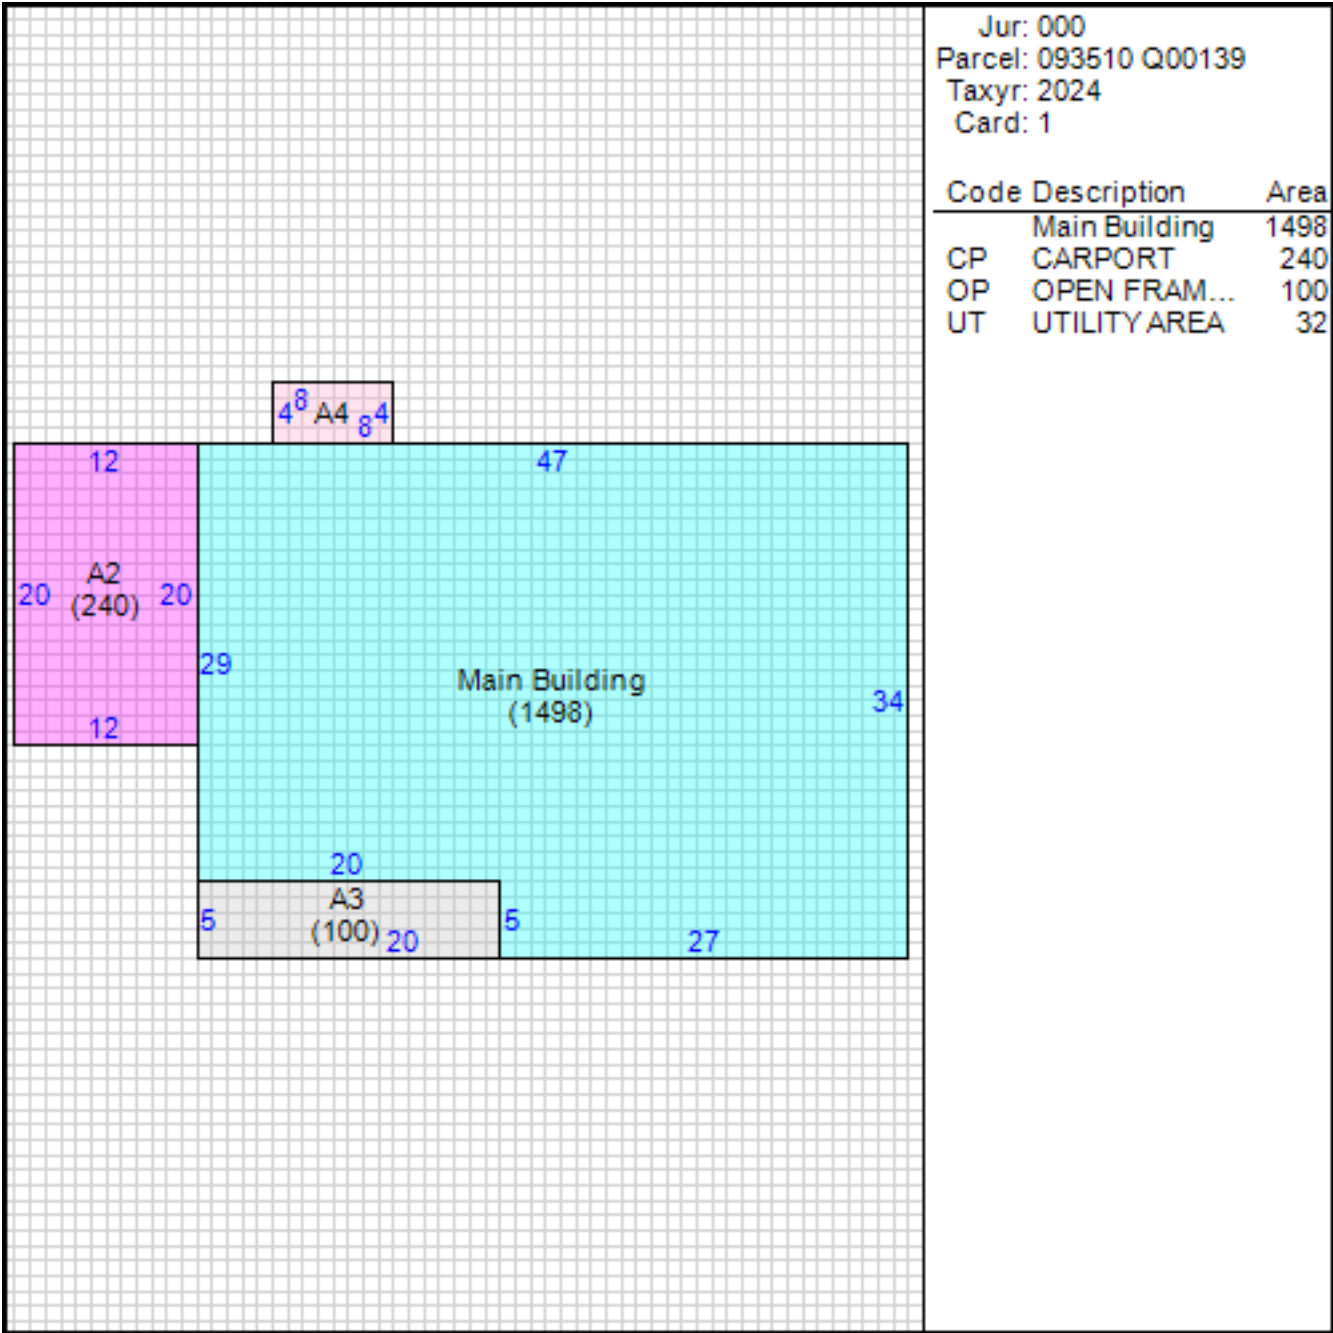 Jur: 000
Parcel: 093510 Q00139
Taxyr: 2024
Card: 1
Code Description Area
Main Building 1498
CP CARPORT 240
OP OPEN FRAM... 100
UT UTILITY AREA 32
8
4 A4 4
8
12 47
A2
20 (240) 20
29
Main Building
(1498)
34
12
20
A3
5 (100) 5
20 27